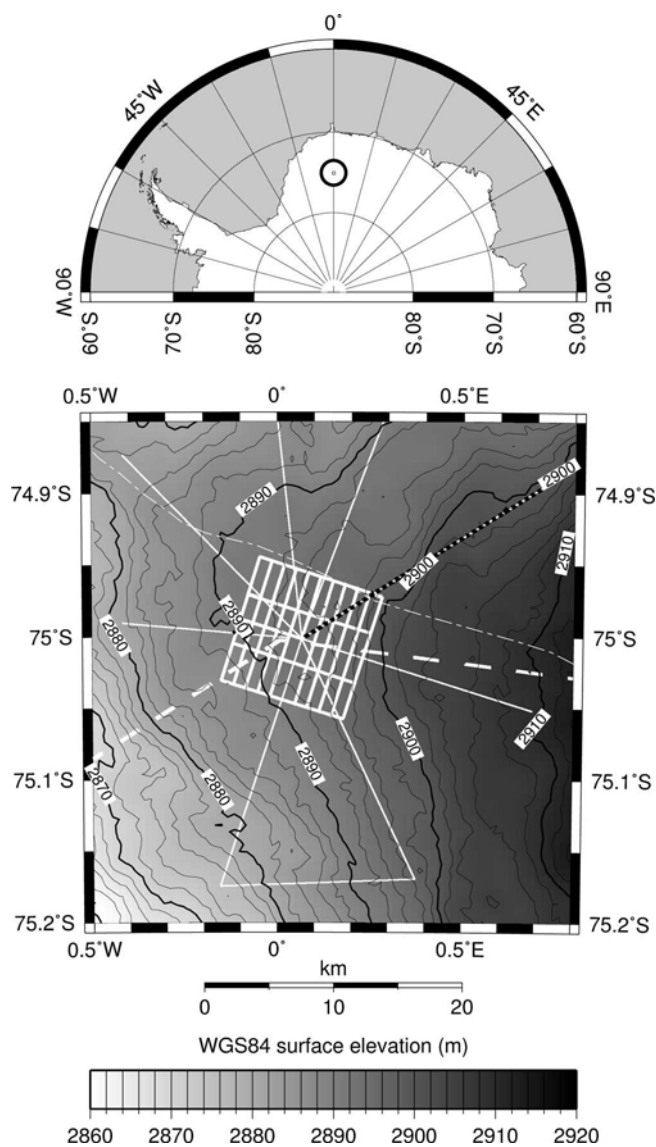 0˚
45˚W
45˚E
90˚W
90˚E
60˚S
70˚S
80˚S
80˚S
70˚S
60˚S
0.5˚W
0˚
0.5˚E
74.9˚S
74.9˚S
2890
2900
2900
2910
75˚S
75˚S
2890
2880
2910
2900
2890
2870
2880
75.1˚S
75.1˚S
75.2˚S
75.2˚S
0.5˚W
0˚
0.5˚E
km
0
10
20
WGS84 surface elevation (m)
2860 2870 2880 2890 2900 2910 2920